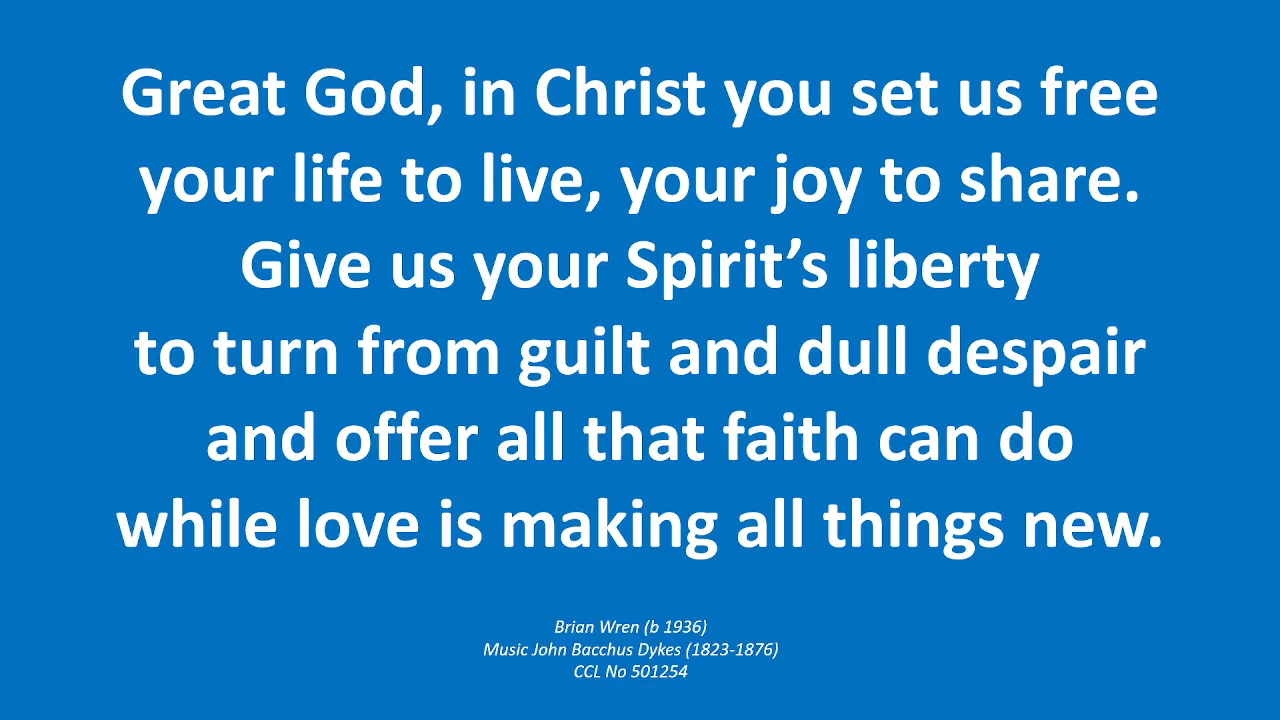 Great God, in Christ you set us free
your life to live, your joy to share.
Give us your Spirit’s liberty
to turn from guilt and dull despair
and offer all that faith can do
while love is making all things new.
Brian Wren (b 1936)
Music John Bacchus Dykes (1823-1876)
CCL No 501254